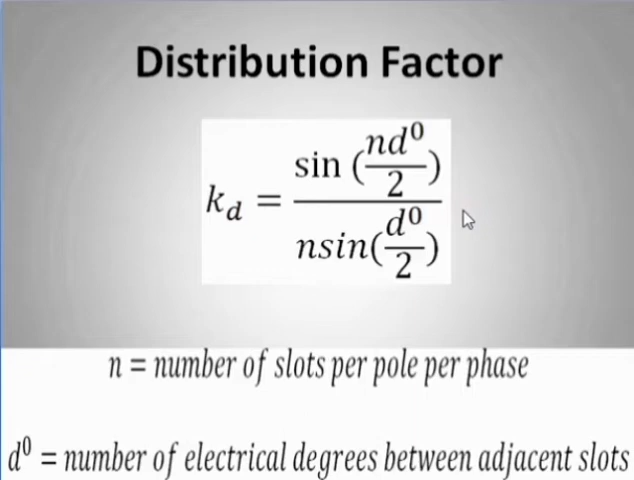 Distribution Factor
k_d = sin (nd⁰/2) / nsin(d⁰/2)
n = number of slots per pole per phase
d⁰ = number of electrical degrees between adjacent slots